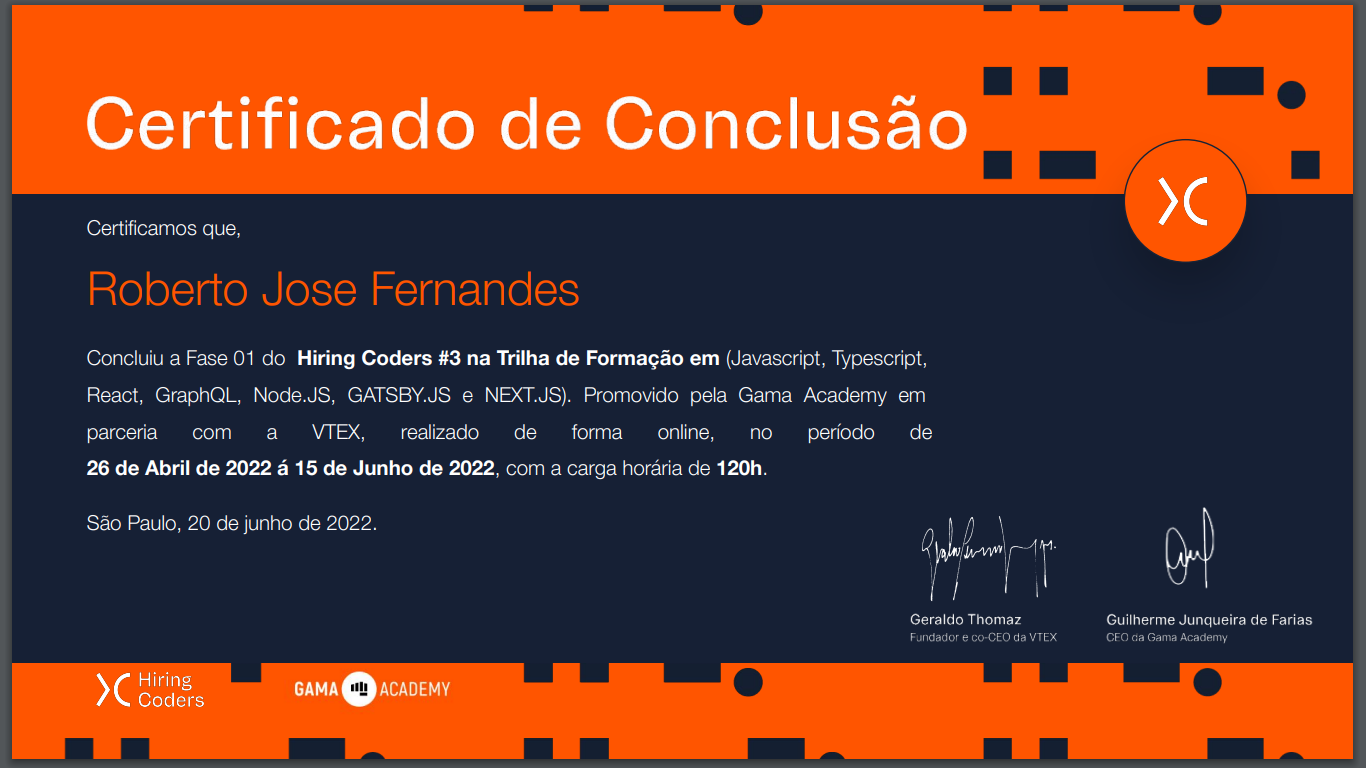 Certificado de Conclusão
Certificamos que,
Roberto Jose Fernandes
Concluiu a Fase 01 do Hiring Coders #3 na Trilha de Formação em (Javascript, Typescript,
React, GraphQL, Node.JS, GATSBY.JS e NEXT.JS). Promovido pela Gama Academy em
parceria com a VTEX, realizado de forma online, no período de
26 de Abril de 2022 á 15 de Junho de 2022, com a carga horária de 120h.
São Paulo, 20 de junho de 2022.
Geraldo Thomaz
Fundador e co-CEO da VTEX
Guilherme Junqueira de Farias
CEO da Gama Academy
Hiring
Coders
GAMA ACADEMY